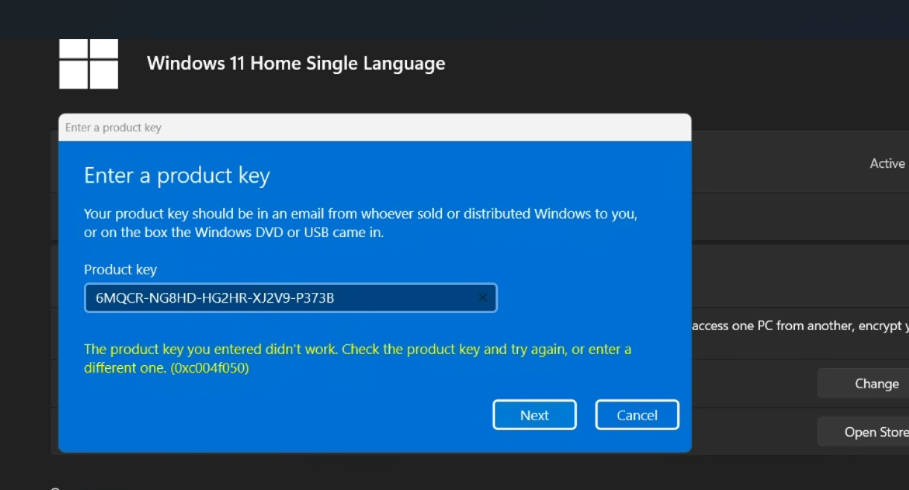 Windows 11 Home Single Language
Enter a product key
Enter a product key
Active
Your product key should be in an email from whoever sold or distributed Windows to you,
or on the box the Windows DVD or USB came in.
Product key
6MQCR-NG8HD-HG2HR-XJ2V9-P373B
access one PC from another, encrypt y
The product key you entered didn't work. Check the product key and try again, or enter a
different one. (0xc004f050)
Change
Next
Cancel
Open Store